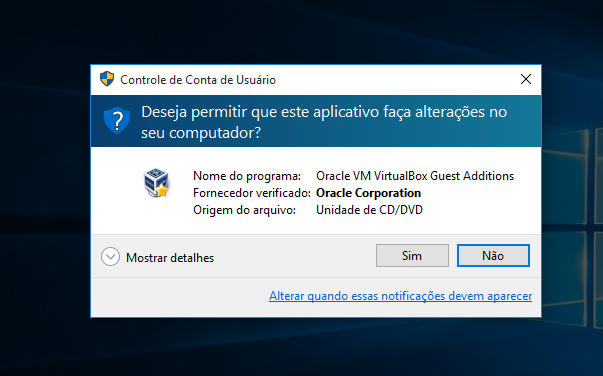 Controle de Conta de Usuário
Deseja permitir que este aplicativo faça alterações no
seu computador?
Nome do programa: Oracle VM VirtualBox Guest Additions
Fornecedor verificado: Oracle Corporation
Origem do arquivo: Unidade de CD/DVD
Mostrar detalhes
Sim
Não
Alterar quando essas notificações devem aparecer